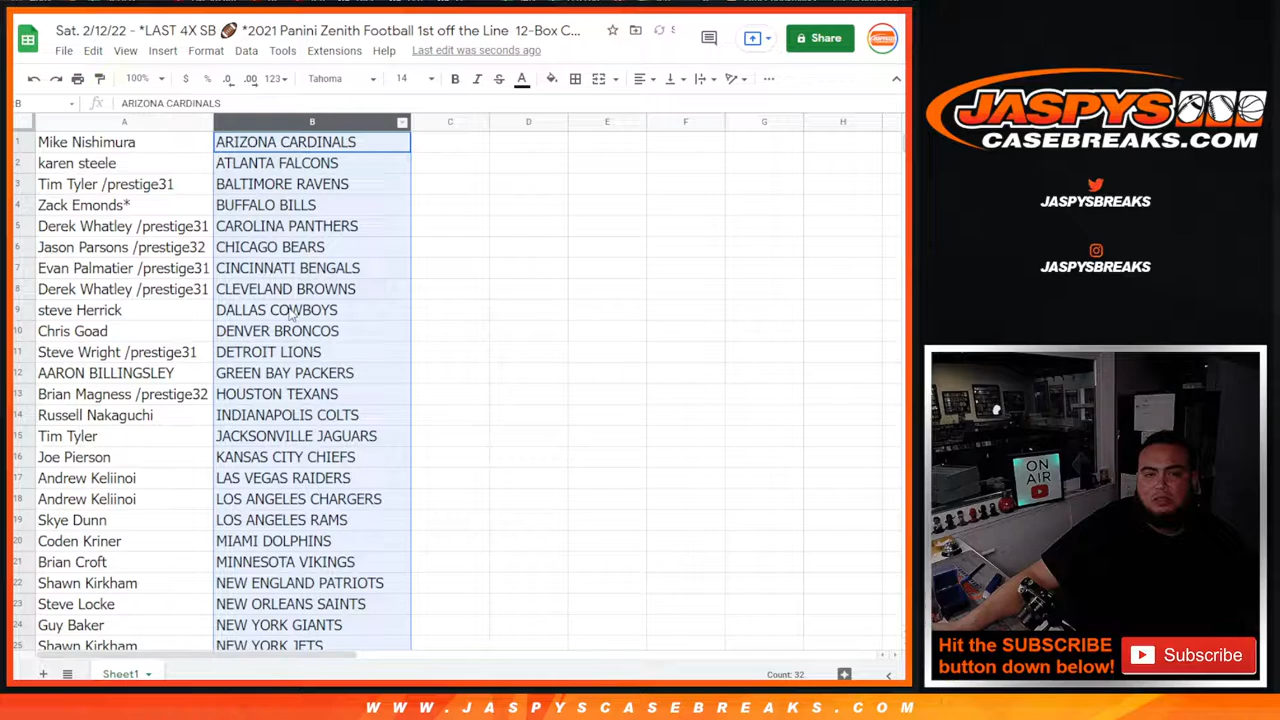 Sat. 2/12/22 - *LAST 4X SB 🏈 *2021 Panini Zenith Football 1st off the Line 12-Box C...
Share
File Edit View Insert Format Data Tools Extensions Help Last edit was seconds ago
100% $ % .0 .00 123 Tahoma 14 B I S A
B fx ARIZONA CARDINALS
A B C D E F G H
1 Mike Nishimura ARIZONA CARDINALS
2 karen steele ATLANTA FALCONS
3 Tim Tyler /prestige31 BALTIMORE RAVENS
4 Zack Emonds* BUFFALO BILLS
5 Derek Whatley /prestige31 CAROLINA PANTHERS
6 Jason Parsons /prestige32 CHICAGO BEARS
7 Evan Palmatier /prestige31 CINCINNATI BENGALS
8 Derek Whatley /prestige31 CLEVELAND BROWNS
9 steve Herrick DALLAS COWBOYS
10 Chris Goad DENVER BRONCOS
11 Steve Wright /prestige31 DETROIT LIONS
12 AARON BILLINGSLEY GREEN BAY PACKERS
13 Brian Magness /prestige32 HOUSTON TEXANS
14 Russell Nakaguchi INDIANAPOLIS COLTS
15 Tim Tyler JACKSONVILLE JAGUARS
16 Joe Pierson KANSAS CITY CHIEFS
17 Andrew Keliinoi LAS VEGAS RAIDERS
18 Andrew Keliinoi LOS ANGELES CHARGERS
19 Skye Dunn LOS ANGELES RAMS
20 Coden Kriner MIAMI DOLPHINS
21 Brian Croft MINNESOTA VIKINGS
22 Shawn Kirkham NEW ENGLAND PATRIOTS
23 Steve Locke NEW ORLEANS SAINTS
24 Guy Baker NEW YORK GIANTS
25 Shawn Kirkham NEW YORK JETS
Sheet1
Count: 32
JASPYS
CASEBREAKS.COM
JASPYSBREAKS
JASPYSBREAKS
ON
AIR
Hit the SUBSCRIBE
button down below!
Subscribe
WWW.JASPYSCASEBREAKS.COM